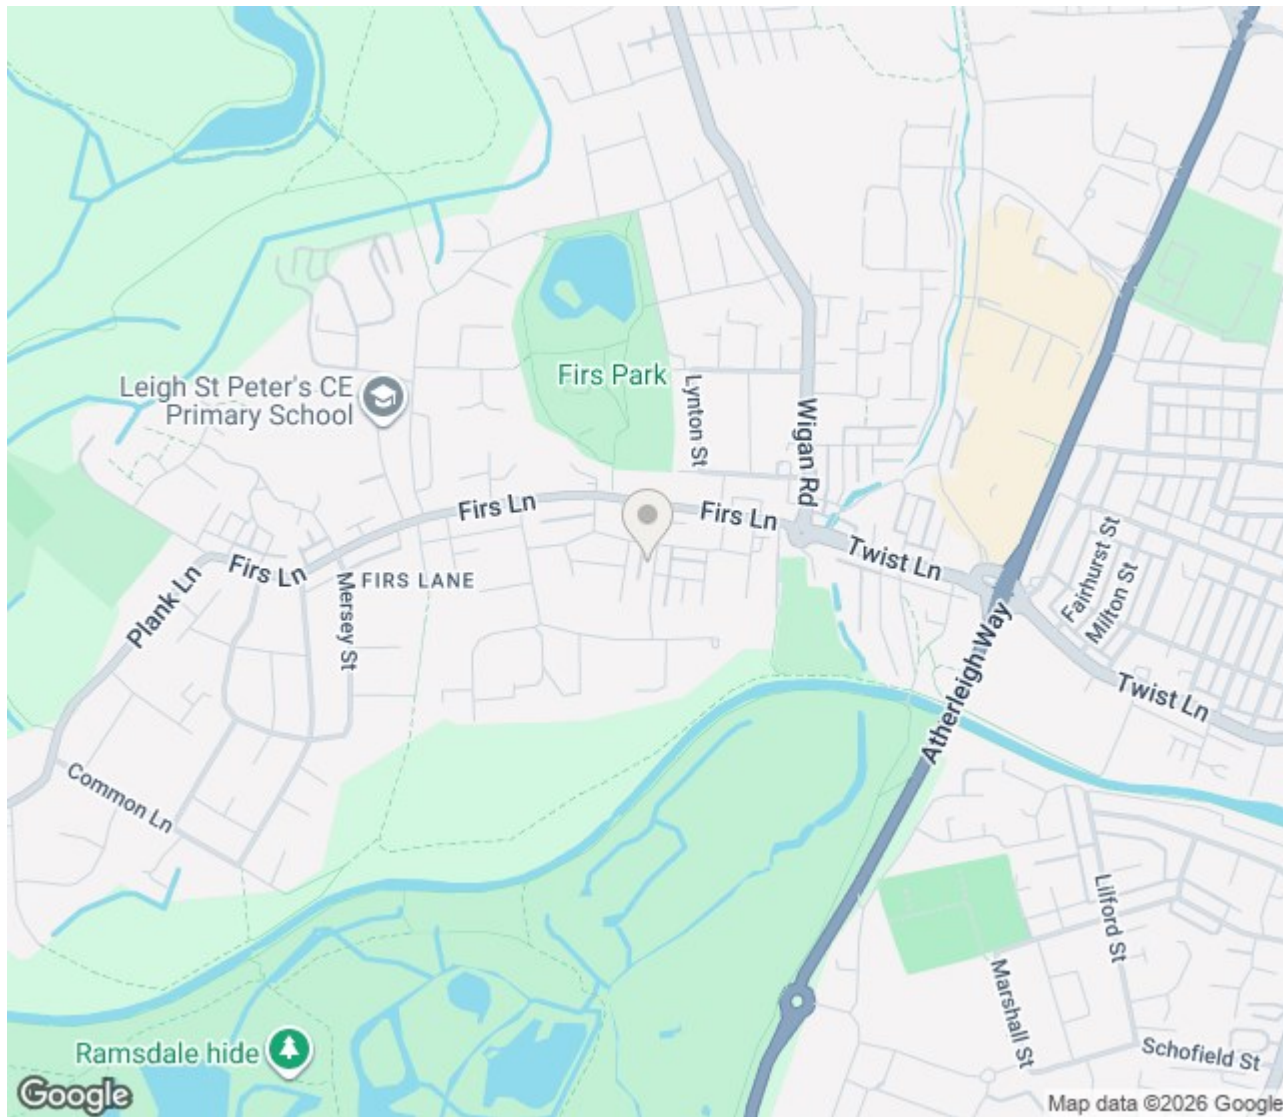 Firs Park
Leigh St Peter's CE
Primary School
Lynton St
Wigan Rd
Firs Ln
Firs Ln
Twist Ln
Firs Ln
FIRS LANE
Mersey St
Plank Ln
Fairhurst St
Milton St
Atherleigh Way
Twist Ln
Common Ln
Lilford St
Marshall St
Ramsdale hide
Schofield St
Google
Map data ©2026 Google